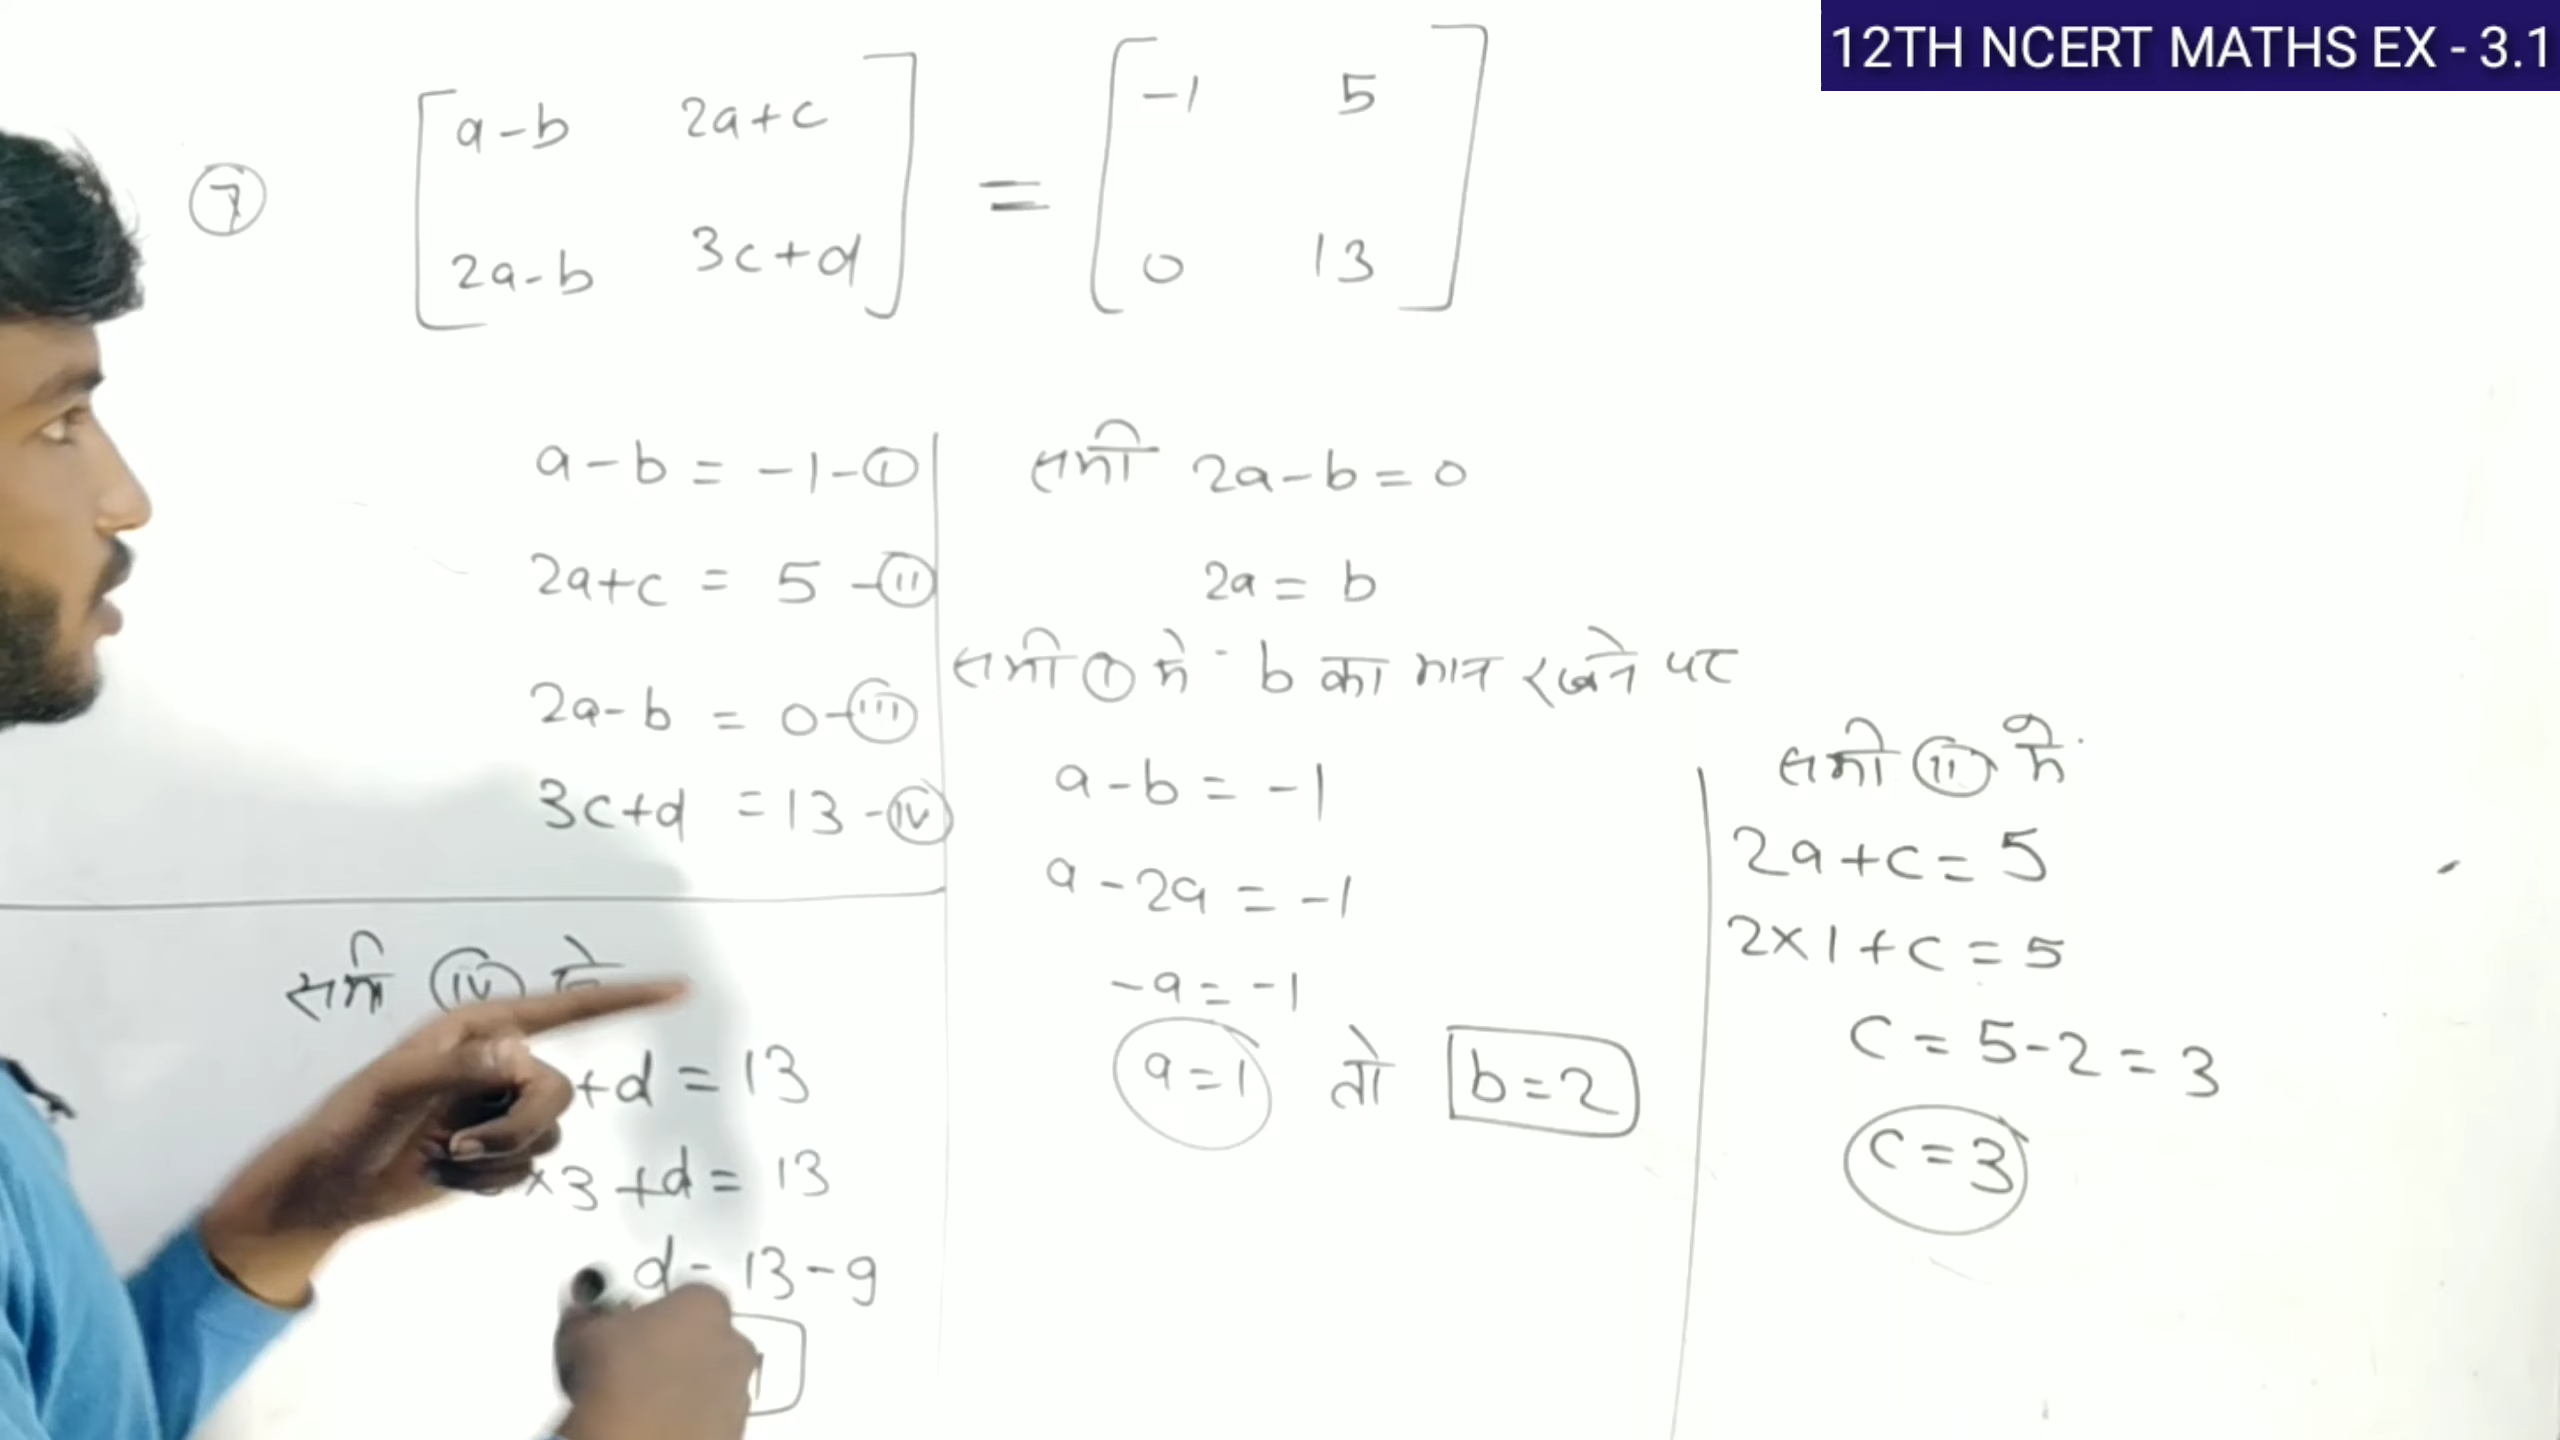 12TH NCERT MATHS EX - 3.1
⑦ [a-b 2a+c] = [-1 5]
[2a-b 3c+d] [0 13]
a-b = -1 -Ⓘ
2a+c = 5 -(II)
2a-b = 0 -(III)
3c+d = 13 -(IV)
समी 2a-b = 0
2a = b
समी Ⓘ में b का मान रखने पर
a-b = -1
a-2a = -1
-a = -1
a=1 तो b=2
समी (II) में
2a+c = 5
2×1+c = 5
c = 5-2 = 3
c=3
समी (IV)
+d = 13
×3+d = 13
d= 13-9